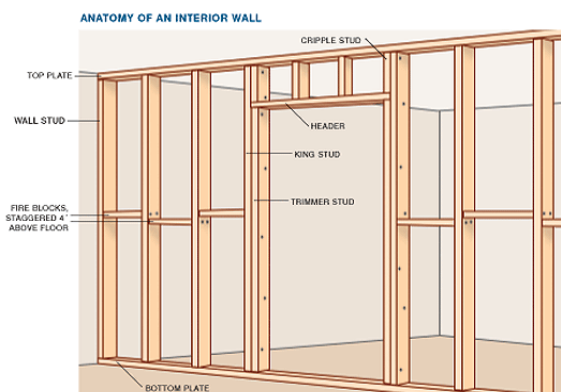 ANATOMY OF AN INTERIOR WALL
CRIPPLE STUD
TOP PLATE
WALL STUD
HEADER
KING STUD
TRIMMER STUD
FIRE BLOCKS,
STAGGERED 4'
ABOVE FLOOR
BOTTOM PLATE